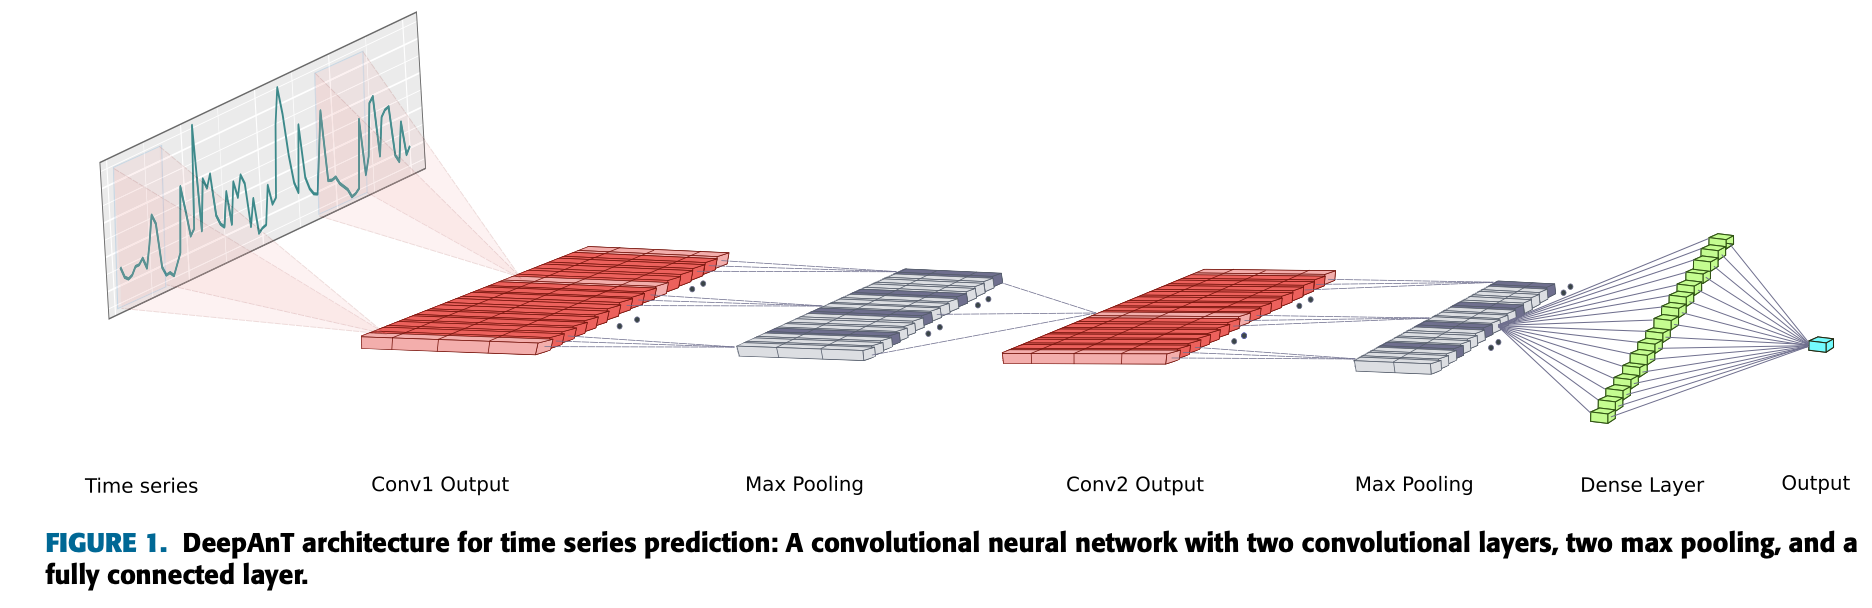 Time series
Conv1 Output
Max Pooling
Conv2 Output
Max Pooling
Dense Layer
Output
FIGURE 1. DeepAnT architecture for time series prediction: A convolutional neural network with two convolutional layers, two max pooling, and a
fully connected layer.